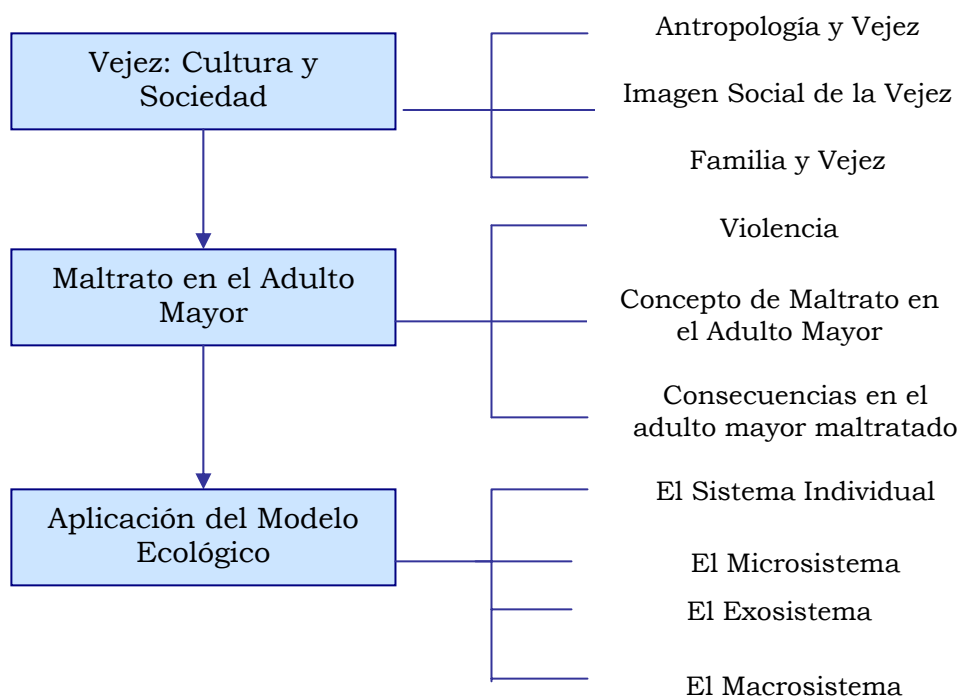 Vejez: Cultura y
Sociedad
Antropología y Vejez
Imagen Social de la Vejez
Familia y Vejez
Maltrato en el Adulto
Mayor
Violencia
Concepto de Maltrato en
el Adulto Mayor
Consecuencias en el
adulto mayor maltratado
Aplicación del Modelo
Ecológico
El Sistema Individual
El Microsistema
El Exosistema
El Macrosistema